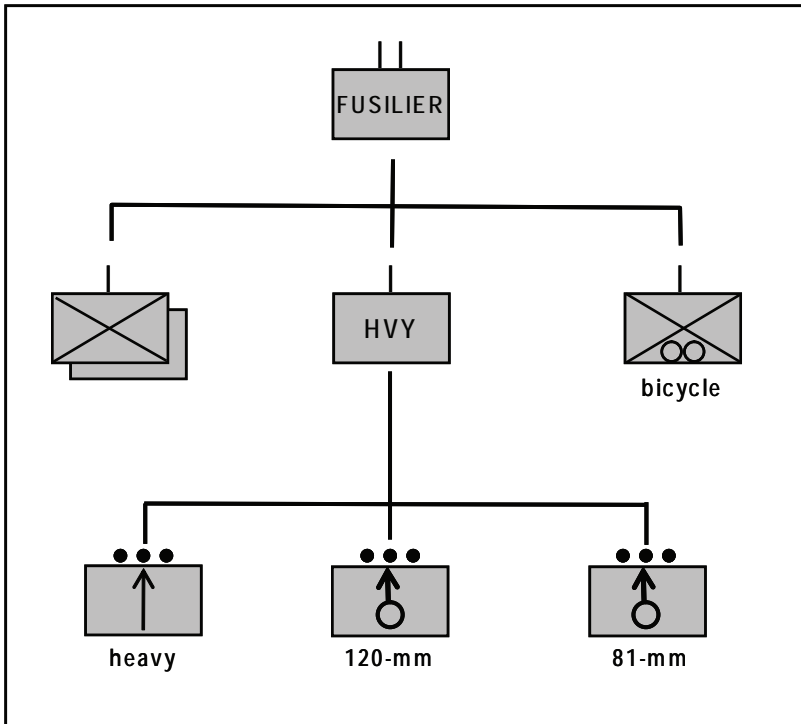 FUSILIER
HVY
bicycle
heavy
120-mm
81-mm